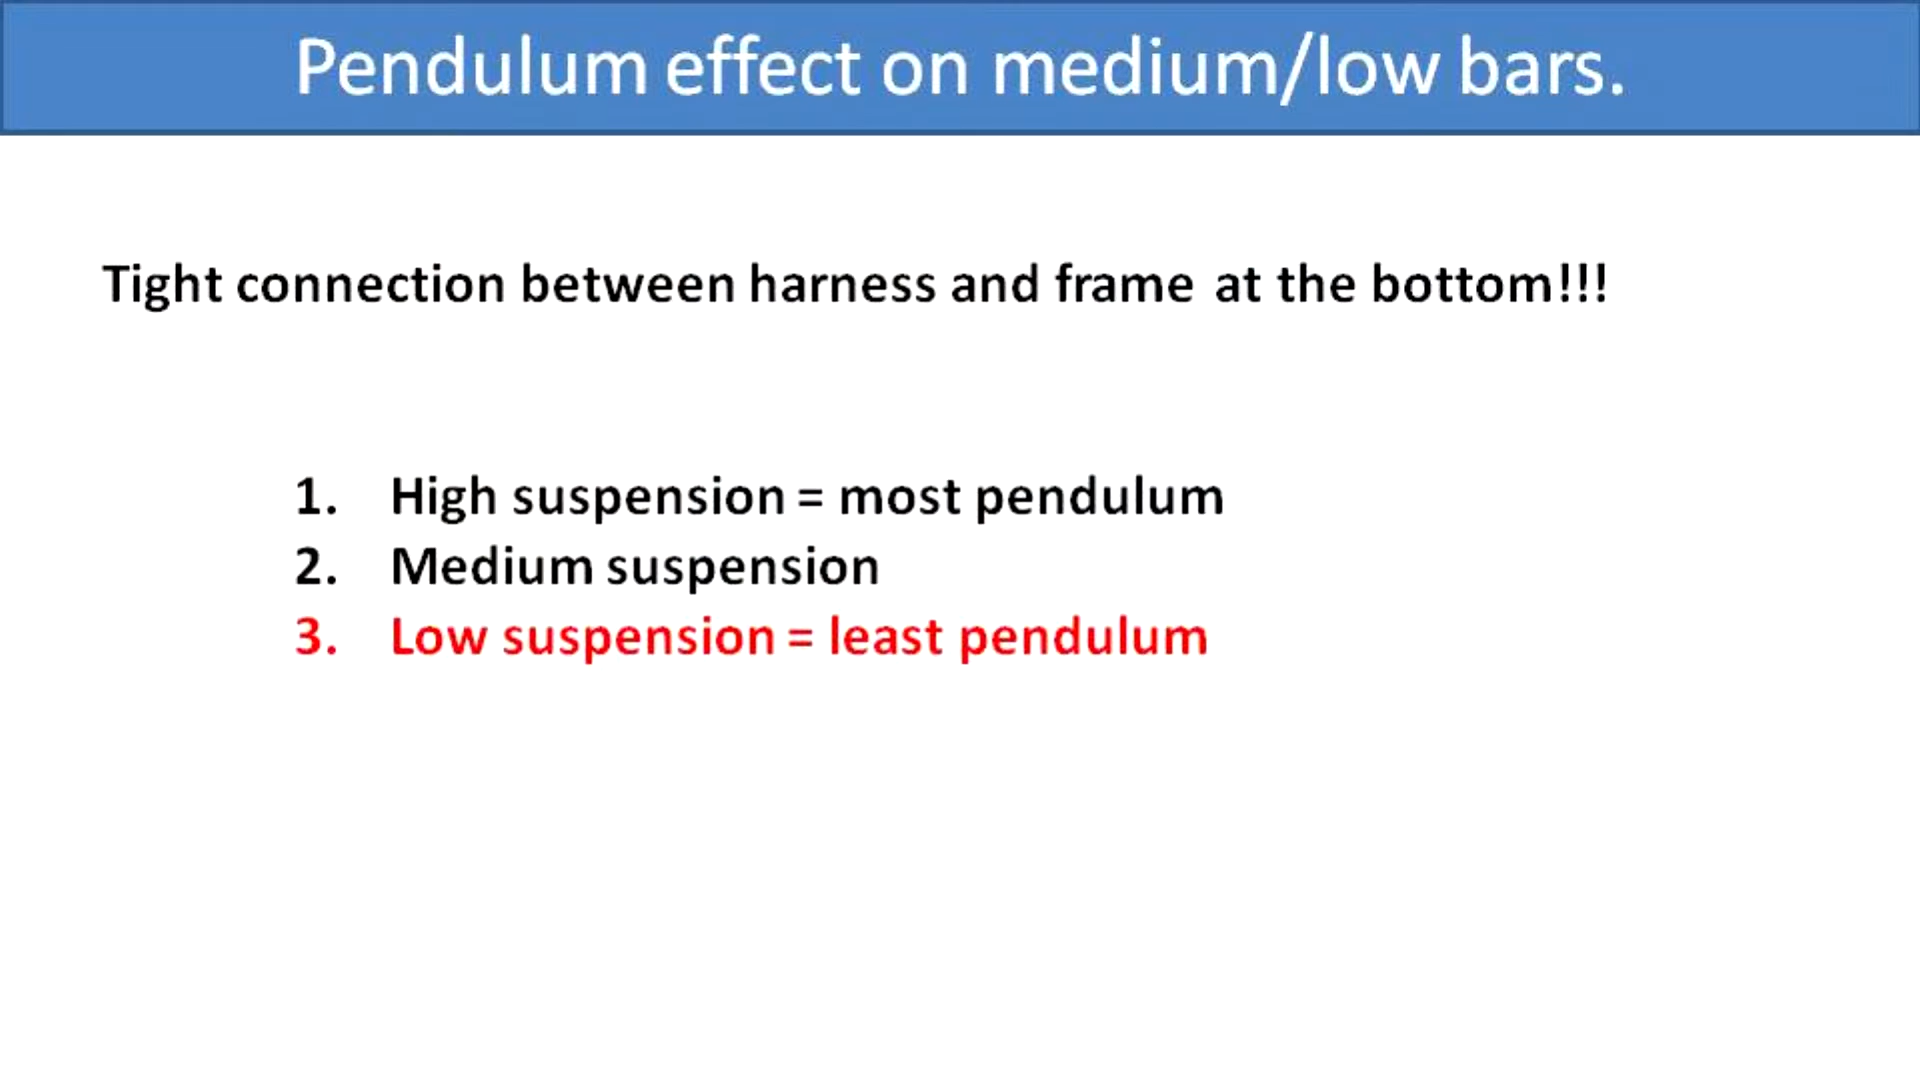 Pendulum effect on medium/low bars.
Tight connection between harness and frame at the bottom!!!
1. High suspension = most pendulum
2. Medium suspension
3. Low suspension = least pendulum